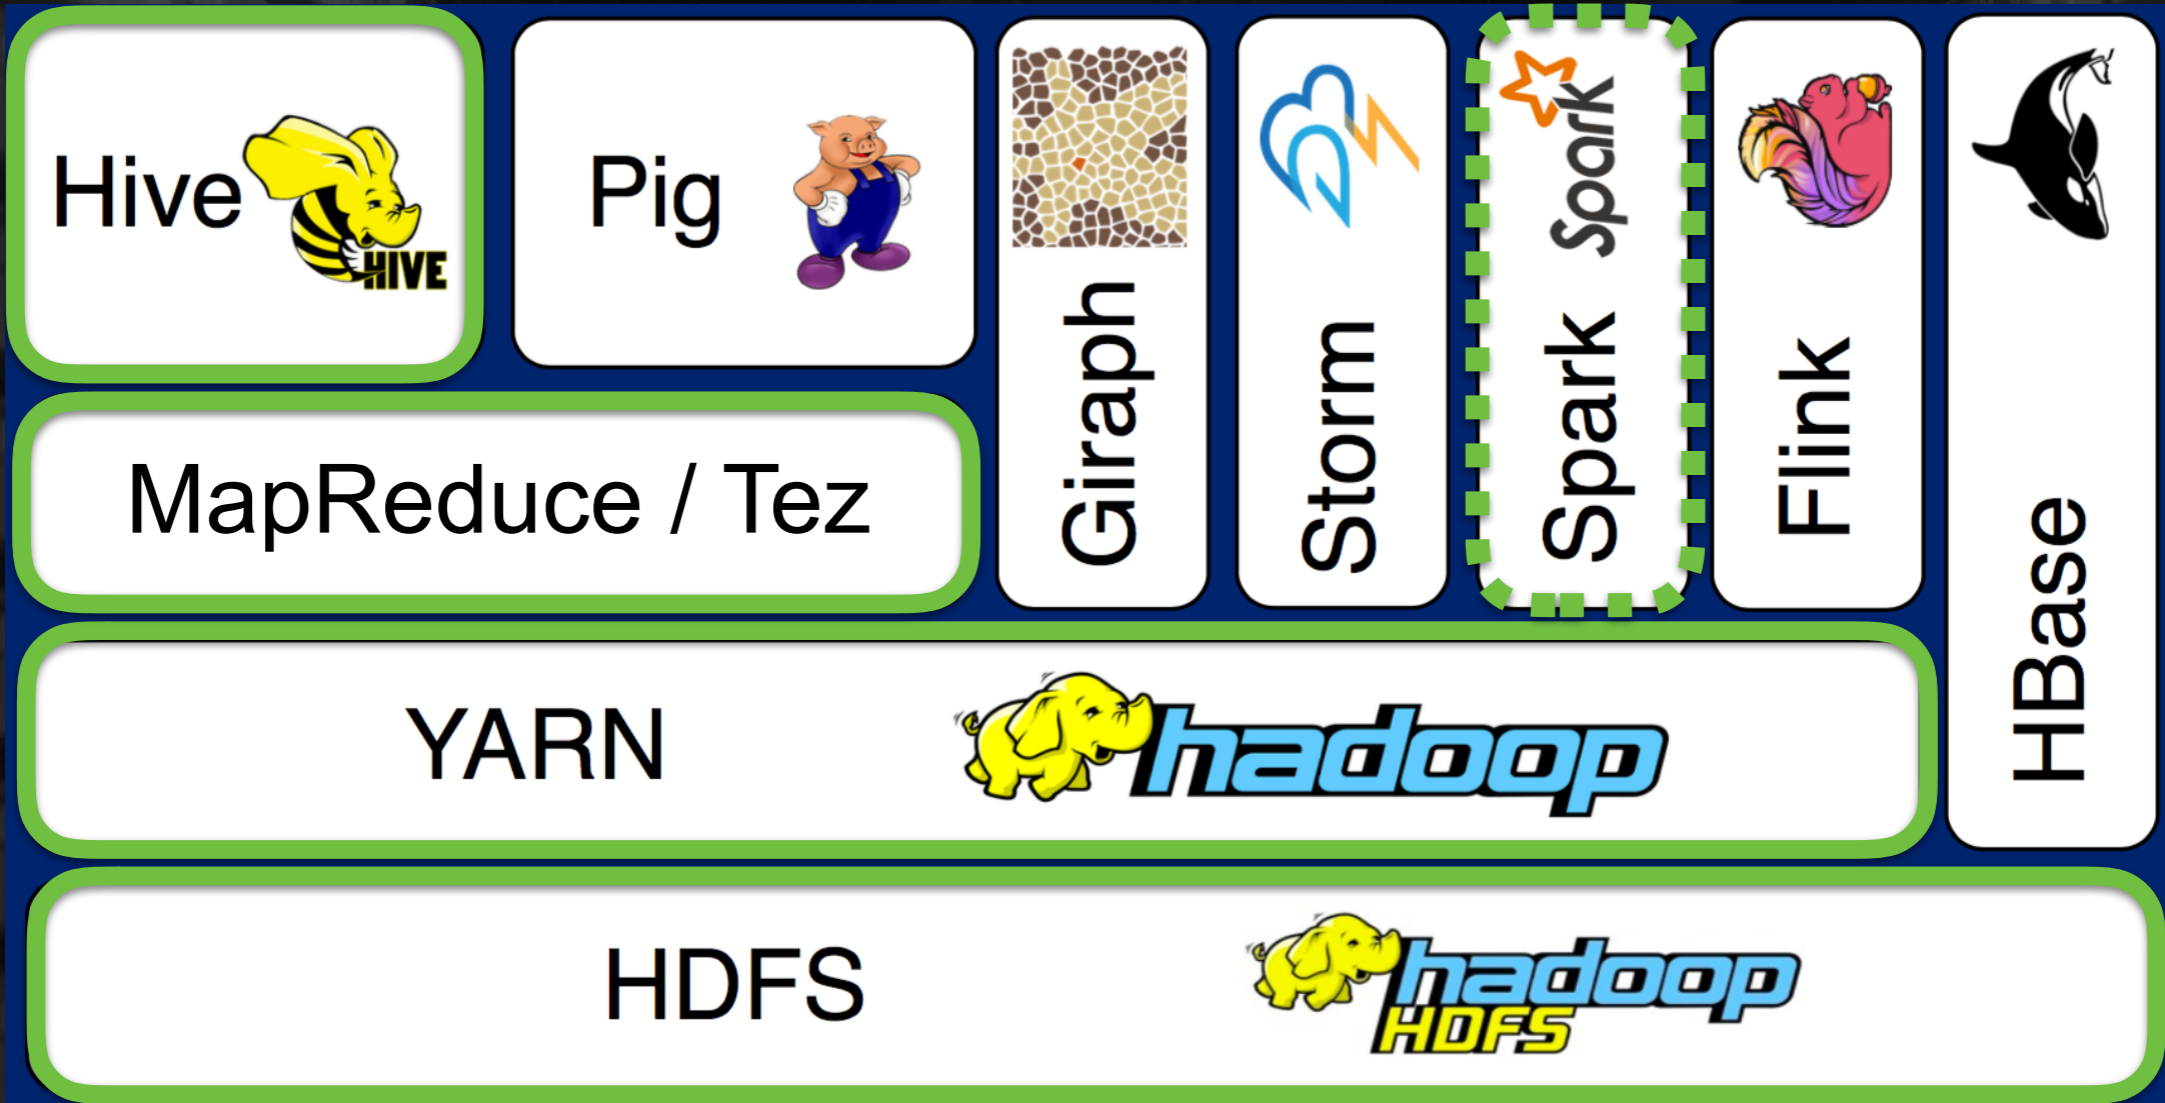 Hive
HIVE
Pig
Giraph
Storm
Spark
Spark
Flink
HBase
MapReduce / Tez
YARN
hadoop
HDFS
hadoop
HDFS